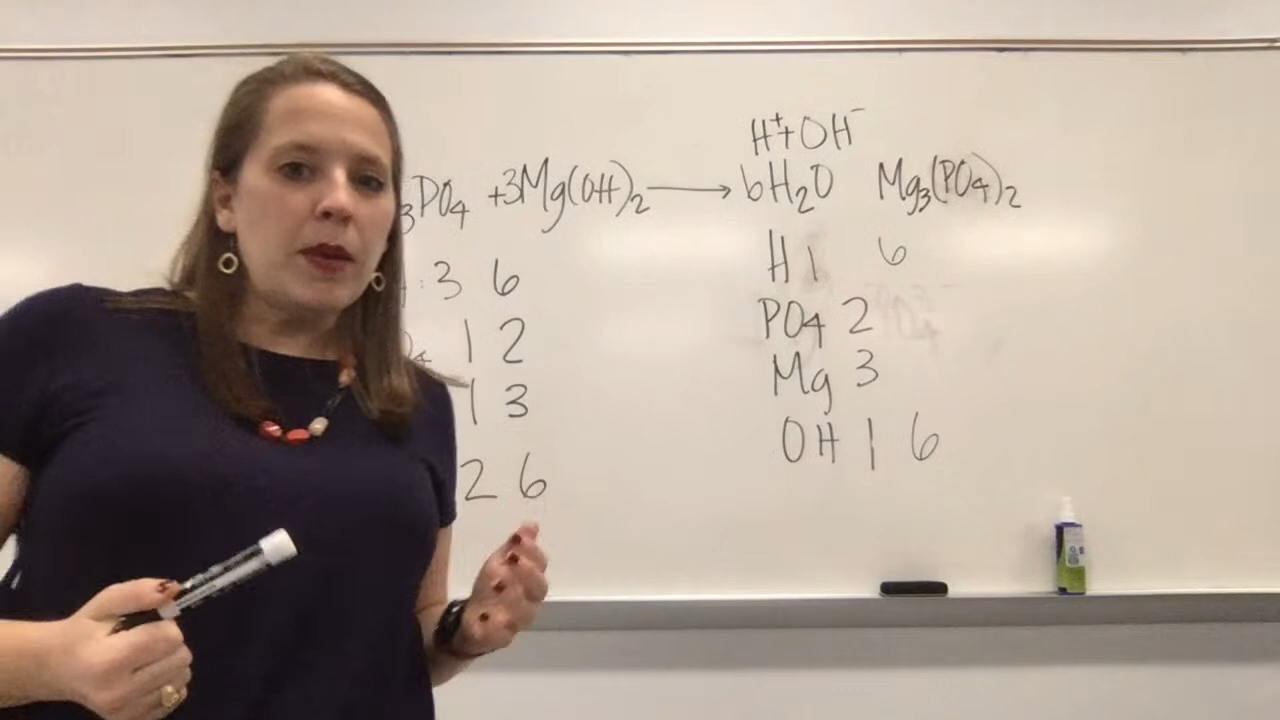 H⁺+OH⁻
₃PO₄ +3Mg(OH)₂ → 6H₂O Mg₃(PO₄)₂
: 3 6 H 1 6
₄ 1 2 PO₄ 2
1 3 Mg 3
2 6 OH 1 6